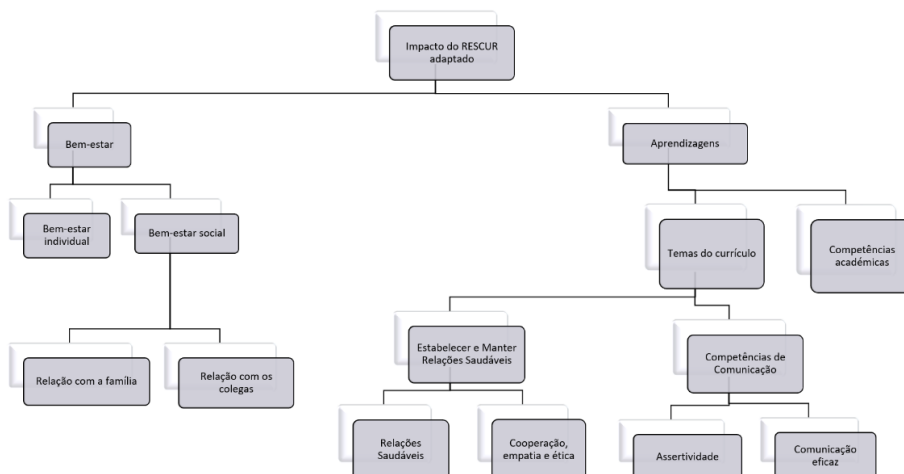 Impacto do RESCUR
adaptado
Bem-estar
Aprendizagens
Bem-estar
individual
Bem-estar social
Temas do currículo
Competências
académicas
Relação com a família
Relação com os
colegas
Estabelecer e Manter
Relações Saudáveis
Competências de
Comunicação
Relações
Saudáveis
Cooperação,
empatia e ética
Assertividade
Comunicação
eficaz